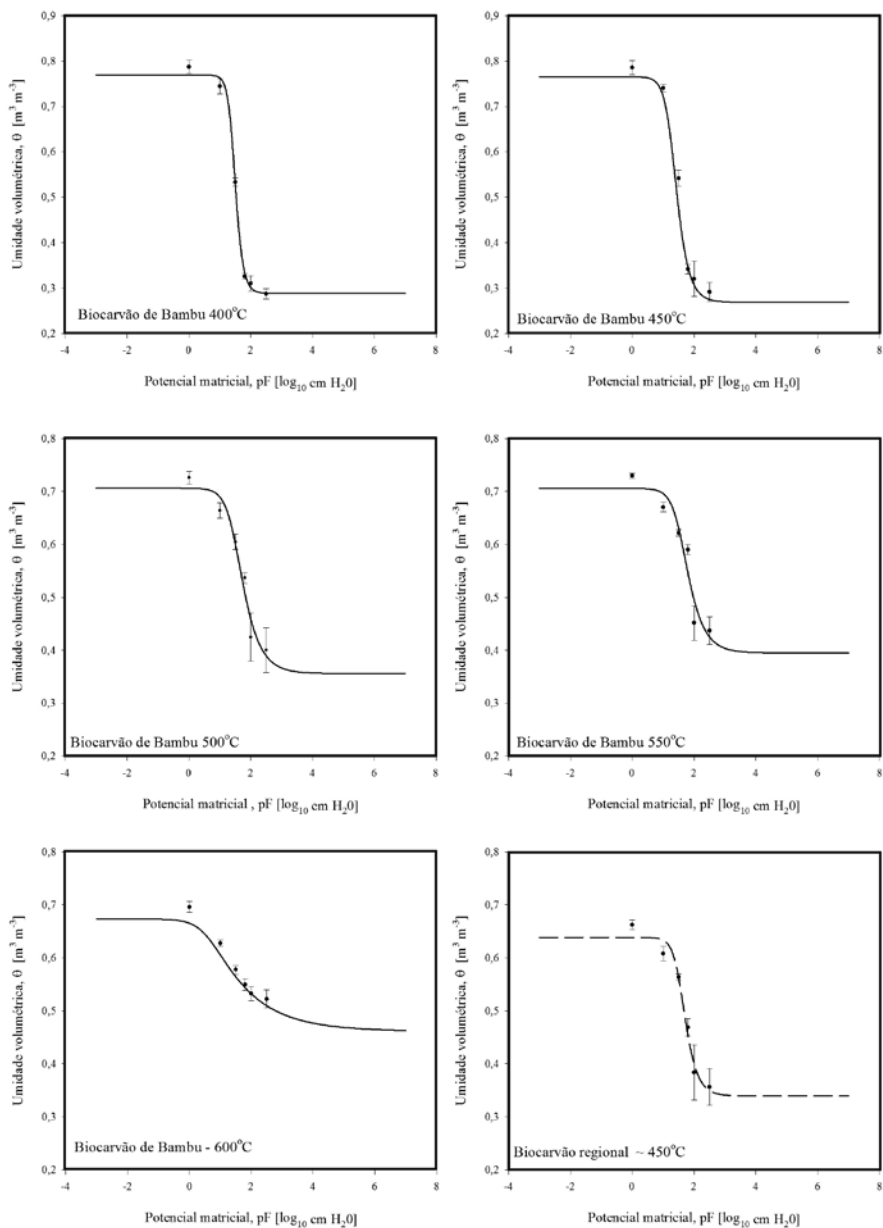 0,9
0,8
0,7
0,6
0,5
0,4
0,3
0,2
Umidade volumétrica, θ [m³ m⁻³]
Biocarvão de Bambu 400°C
-4 -2 0 2 4 6 8
Potencial matricial, pF [log₁₀ cm H₂0]
0,9
0,8
0,7
0,6
0,5
0,4
0,3
0,2
Umidade volumétrica, θ [m³ m⁻³]
Biocarvão de Bambu 450°C
-4 -2 0 2 4 6 8
Potencial matricial, pF [log₁₀ cm H₂0]
0,8
0,7
0,6
0,5
0,4
0,3
0,2
Umidade volumétrica, θ [m³ m⁻³]
Biocarvão de Bambu 500°C
-4 -2 0 2 4 6 8
Potencial matricial , pF [log₁₀ cm H₂0]
0,8
0,7
0,6
0,5
0,4
0,3
0,2
Umidade volumétrica, θ [m³ m⁻³]
Biocarvão de Bambu 550°C
-4 -2 0 2 4 6 8
Potencial matricial, pF [log₁₀ cm H₂0]
0,8
0,7
0,6
0,5
0,4
0,3
0,2
Umidade volumétrica, θ [m³ m⁻³]
Biocarvão de Bambu - 600°C
-4 -2 0 2 4 6 8
Potencial matricial, pF [log₁₀ cm H₂0]
0,8
0,7
0,6
0,5
0,4
0,3
0,2
Umidade volumétrica, θ [m³ m⁻³]
Biocarvão regional ~ 450°C
-4 -2 0 2 4 6 8
Potencial matricial, pF [log₁₀ cm H₂0]